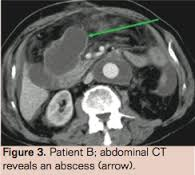 Figure 3. Patient B; abdominal CT
reveals an abscess (arrow).